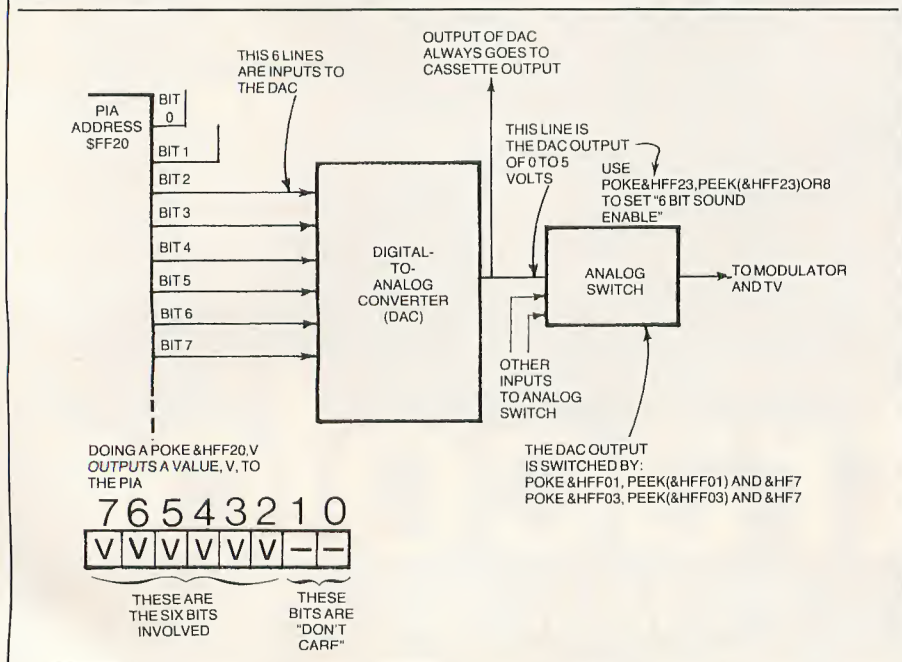 OUTPUT OF DAC
ALWAYS GOES TO
CASSETTE OUTPUT
THIS 6 LINES
ARE INPUTS TO
THE DAC
PIA
ADDRESS
$FF20
BIT
0
BIT 1
BIT 2
BIT 3
BIT 4
BIT 5
BIT 6
BIT 7
DIGITAL-
TO-
ANALOG
CONVERTER
(DAC)
THIS LINE IS
THE DAC OUTPUT
OF 0 TO 5
VOLTS
USE
POKE&HFF23,PEEK(&HFF23)OR8
TO SET "6 BIT SOUND
ENABLE"
ANALOG
SWITCH
TO MODULATOR
AND TV
OTHER
INPUTS
TO ANALOG
SWITCH
THE DAC OUTPUT
IS SWITCHED BY:
POKE &HFF01, PEEK(&HFF01) AND &HF7
POKE &HFF03, PEEK(&HFF03) AND &HF7
DOING A POKE &HFF20,V
OUTPUTS A VALUE, V, TO
THE PIA
7 6 5 4 3 2 1 0
V V V V V V – –
THESE ARE
THE SIX BITS
INVOLVED
THESE
BITS ARE
"DON'T
CARF"